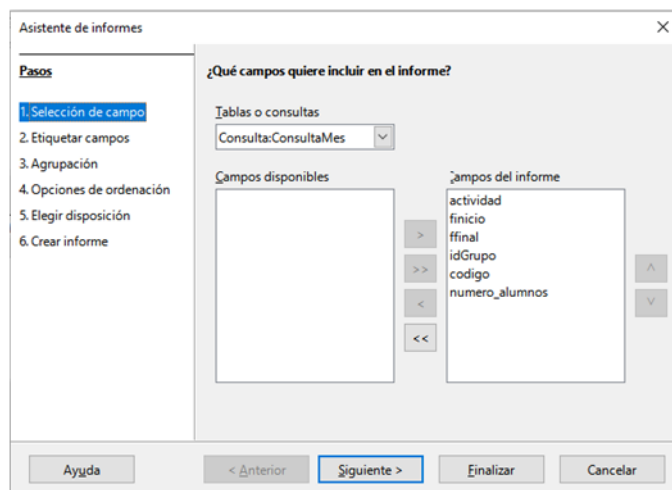 Asistente de informes
Pasos
1. Selección de campo
2. Etiquetar campos
3. Agrupación
4. Opciones de ordenación
5. Elegir disposición
6. Crear informe
¿Qué campos quiere incluir en el informe?
Tablas o consultas
Consulta:ConsultaMes
Campos disponibles
>
>>
<
<<
Campos del informe
actividad
finicio
ffinal
idGrupo
codigo
numero_alumnos
Ayuda
< Anterior
Siguiente >
Finalizar
Cancelar